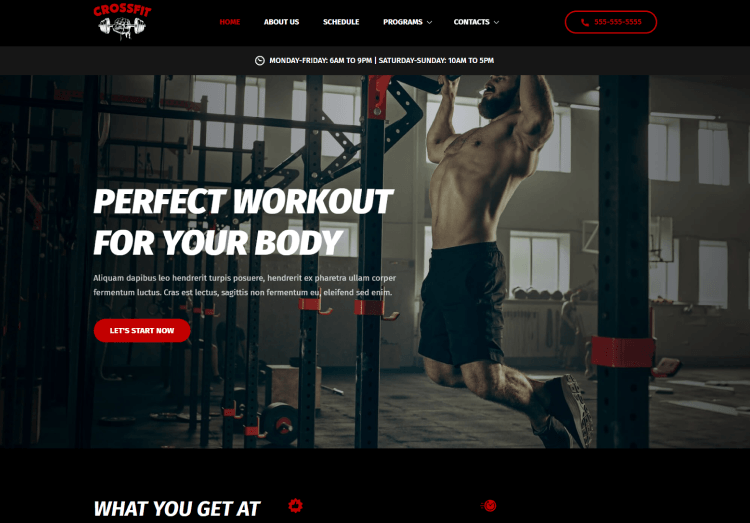 CROSSFIT
HOME ABOUT US SCHEDULE PROGRAMS CONTACTS
555-555-5555
MONDAY-FRIDAY: 6AM TO 9PM | SATURDAY-SUNDAY: 10AM TO 5PM
PERFECT WORKOUT
FOR YOUR BODY
Aliquam dapibus leo hendrerit turpis posuere, hendrerit ex pharetra ullam corper
fermentum luctus. Cras est lectus, sagittis non fermentum eu, eleifend sed enim.
LET'S START NOW
WHAT YOU GET AT